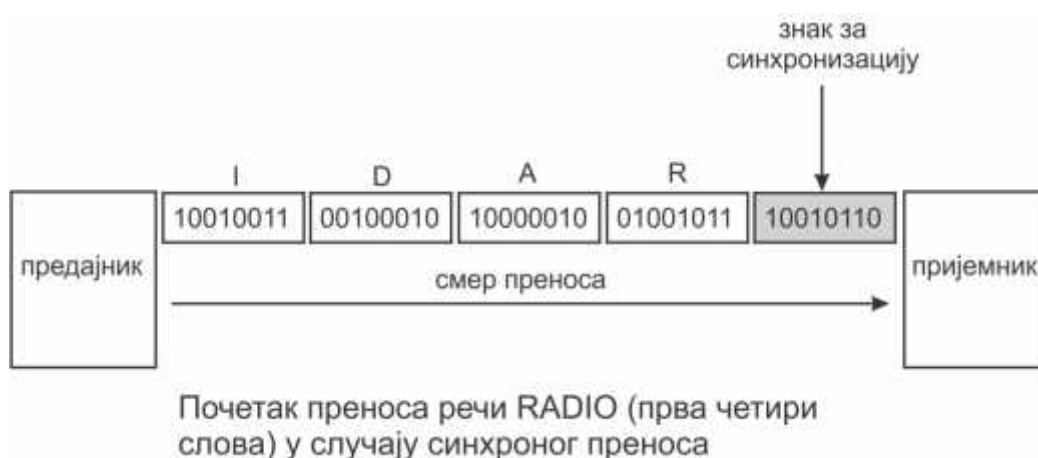 знак за
синхронизацију
I D A R
10010011 00100010 10000010 01001011 10010110
предајник
смер преноса
пријемник
Почетак преноса речи RADIO (прва четири
слова) у случају синхроног преноса